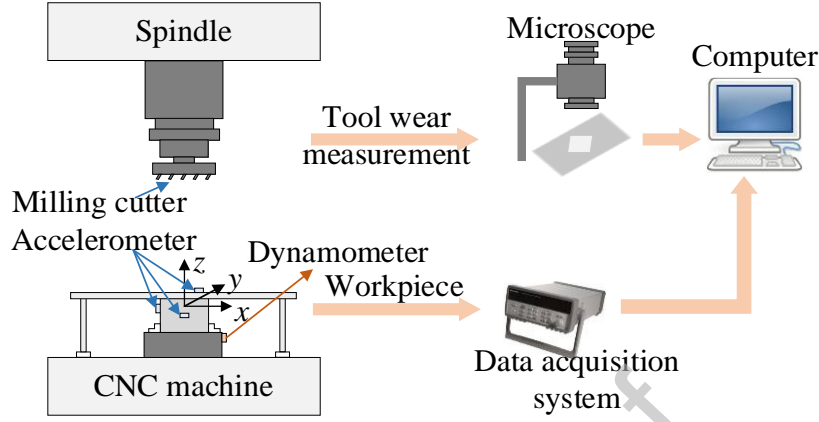 Spindle
Microscope
Computer
Tool wear
measurement
Milling cutter
Accelerometer
Dynamometer
z
y
x
Workpiece
Data acquisition
system
CNC machine
f